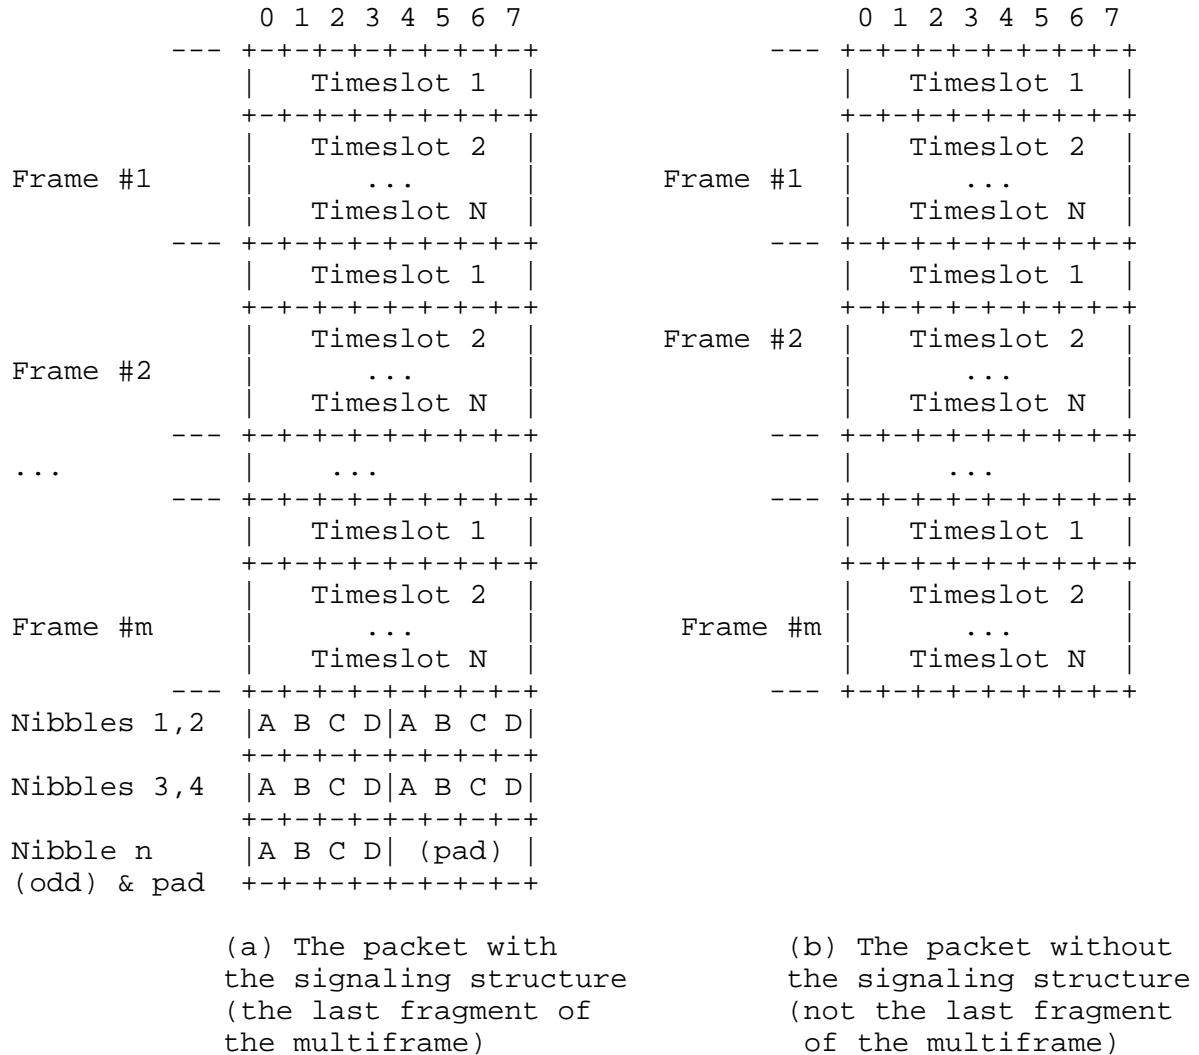 0 1 2 3 4 5 6 7                   0 1 2 3 4 5 6 7
         --- +-+-+-+-+-+-+-+-+             --- +-+-+-+-+-+-+-+-+
             |   Timeslot 1  |                 |   Timeslot 1  |
             +-+-+-+-+-+-+-+-+                 +-+-+-+-+-+-+-+-+
             |   Timeslot 2  |                 |   Timeslot 2  |
Frame #1     |      ...      |       Frame #1  |      ...      |
             |   Timeslot N  |                 |   Timeslot N  |
         --- +-+-+-+-+-+-+-+-+             --- +-+-+-+-+-+-+-+-+
             |   Timeslot 1  |                 |   Timeslot 1  |
             +-+-+-+-+-+-+-+-+                 +-+-+-+-+-+-+-+-+
             |   Timeslot 2  |       Frame #2  |   Timeslot 2  |
Frame #2     |      ...      |                 |      ...      |
             |   Timeslot N  |                 |   Timeslot N  |
         --- +-+-+-+-+-+-+-+-+             --- +-+-+-+-+-+-+-+-+
...          |    ...        |                 |     ...       |
         --- +-+-+-+-+-+-+-+-+             --- +-+-+-+-+-+-+-+-+
             |   Timeslot 1  |                 |   Timeslot 1  |
             +-+-+-+-+-+-+-+-+                 +-+-+-+-+-+-+-+-+
             |   Timeslot 2  |                 |   Timeslot 2  |
Frame #m     |      ...      |        Frame #m |      ...      |
             |   Timeslot N  |                 |   Timeslot N  |
         --- +-+-+-+-+-+-+-+-+             --- +-+-+-+-+-+-+-+-+
Nibbles 1,2  |A B C D|A B C D|
             +-+-+-+-+-+-+-+-+
Nibbles 3,4  |A B C D|A B C D|
             +-+-+-+-+-+-+-+-+
Nibble n     |A B C D| (pad) |
(odd) & pad  +-+-+-+-+-+-+-+-+
            (a) The packet with             (b) The packet without
            the signaling structure         the signaling structure
            (the last fragment of           (not the last fragment
            the multiframe)                  of the multiframe)